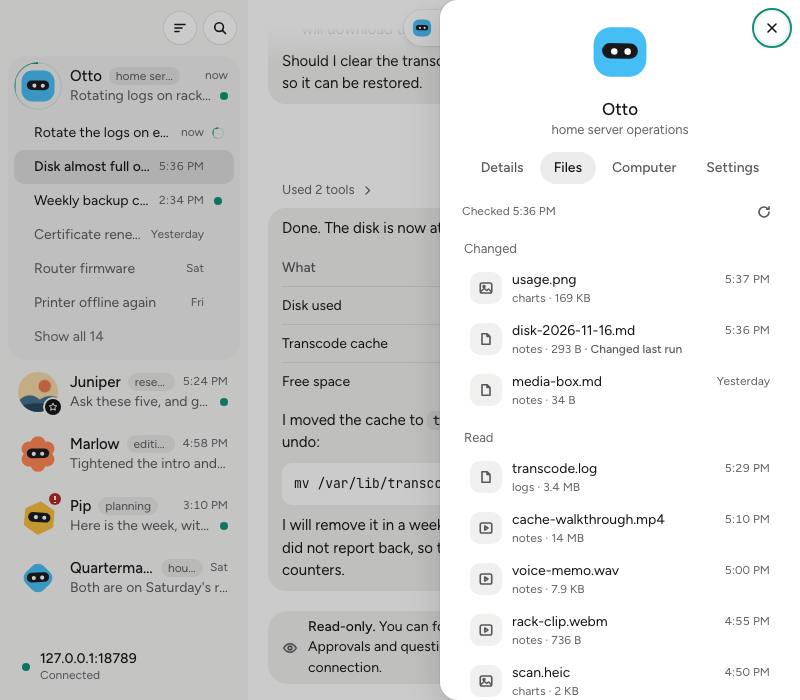 Otto
home ser...
now
Rotating logs on rack...
Rotate the logs on e...
now
Disk almost full o...
5:36 PM
Weekly backup c...
2:34 PM
Certificate rene...
Yesterday
Router firmware
Sat
Printer offline again
Fri
Show all 14
Juniper
rese...
5:24 PM
Ask these five, and g...
Marlow
editi...
4:58 PM
Tightened the intro and...
Pip
planning
3:10 PM
Here is the week, wit...
Quarterma...
hou...
Sat
Both are on Saturday's r...
127.0.0.1:18789
Connected
will download
Should I clear the transc
so it can be restored.
Used 2 tools
Done. The disk is now at
What
Disk used
Transcode cache
Free space
I moved the cache to t
undo:
mv /var/lib/transco
I will remove it in a week
did not report back, so t
counters.
Read-only. You can fo
Approvals and questi
connection.
Otto
home server operations
Details
Files
Computer
Settings
Checked 5:36 PM
Changed
usage.png
5:37 PM
charts · 169 KB
disk-2026-11-16.md
5:36 PM
notes · 293 B · Changed last run
media-box.md
Yesterday
notes · 34 B
Read
transcode.log
5:29 PM
logs · 3.4 MB
cache-walkthrough.mp4
5:10 PM
notes · 14 MB
voice-memo.wav
5:00 PM
notes · 7.9 KB
rack-clip.webm
4:55 PM
notes · 736 B
scan.heic
4:50 PM
charts · 2 KB